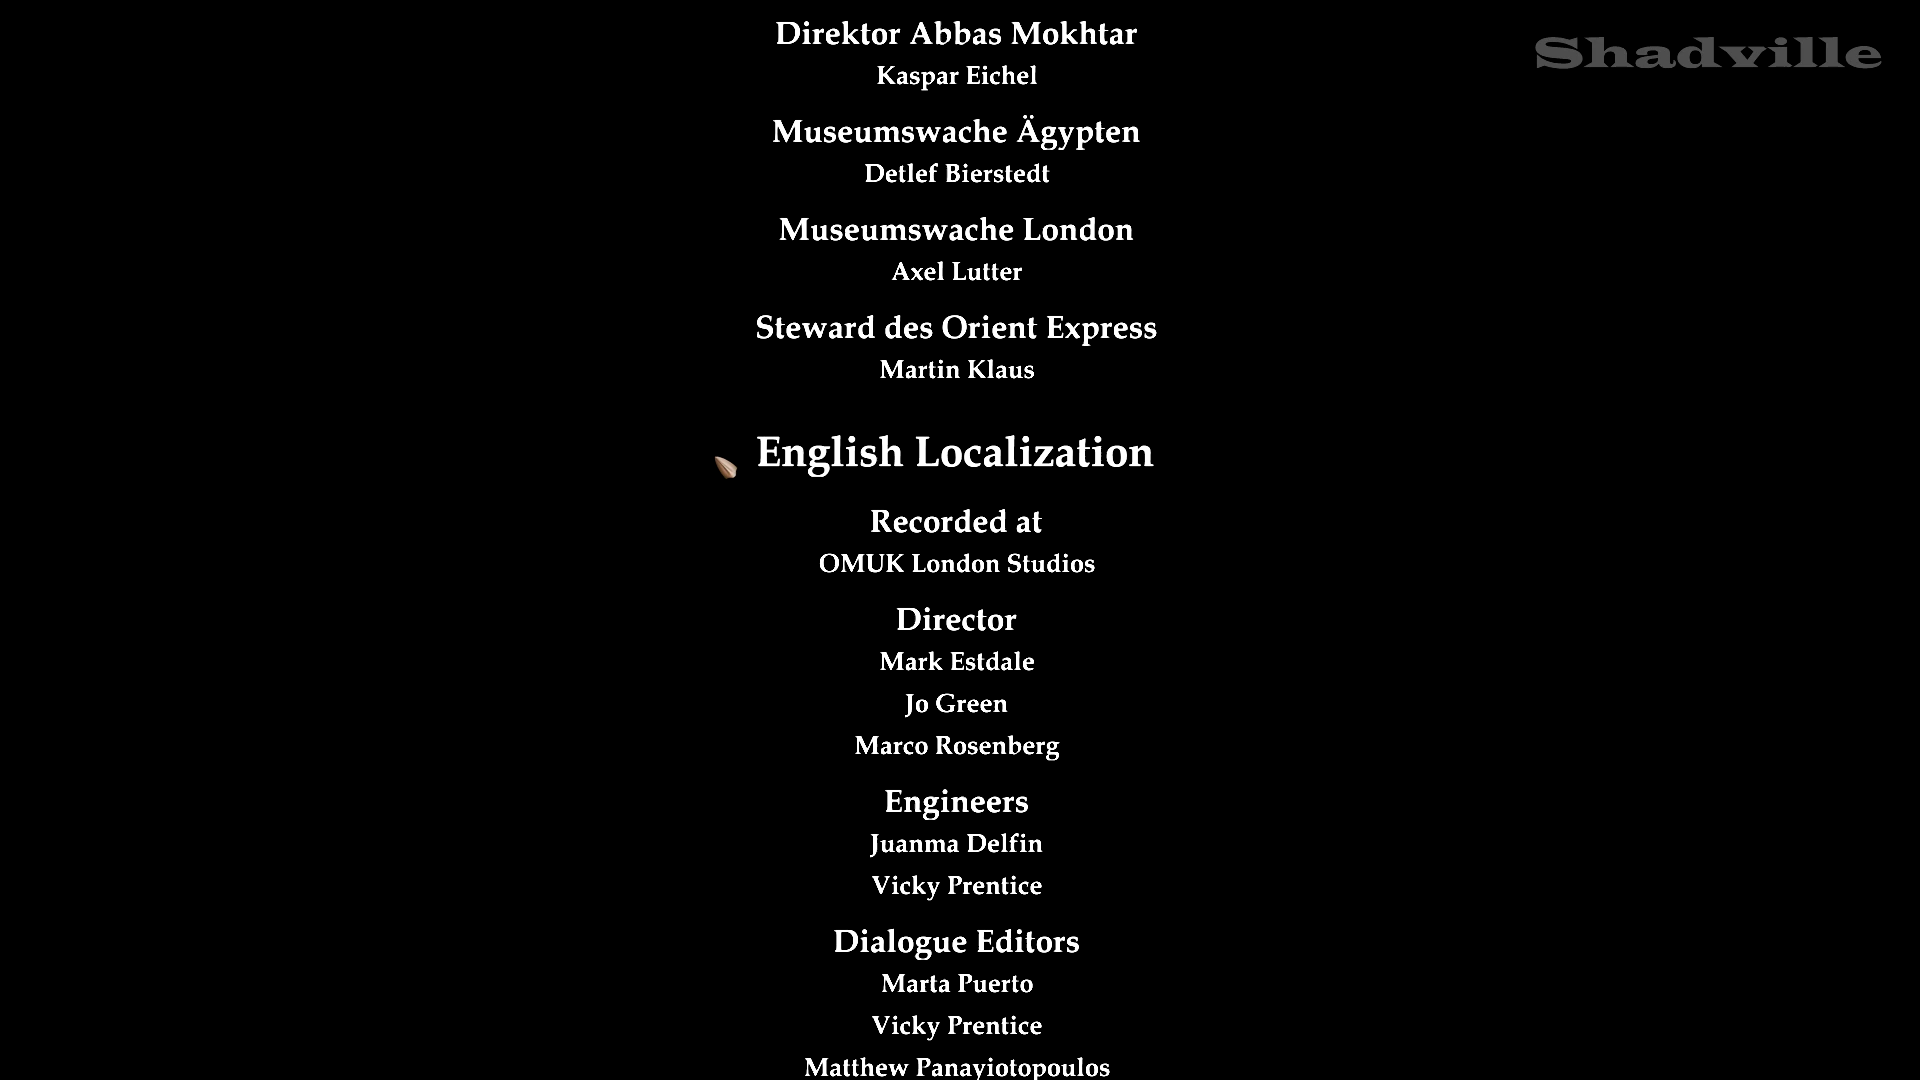 Direktor Abbas Mokhtar
Shadville
Kaspar Eichel
Museumswache Ägypten
Detlef Bierstedt
Museumswache London
Axel Lutter
Steward des Orient Express
Martin Klaus
English Localization
Recorded at
OMUK London Studios
Director
Mark Estdale
Jo Green
Marco Rosenberg
Engineers
Juanma Delfin
Vicky Prentice
Dialogue Editors
Marta Puerto
Vicky Prentice
Matthew Panayiotopoulos